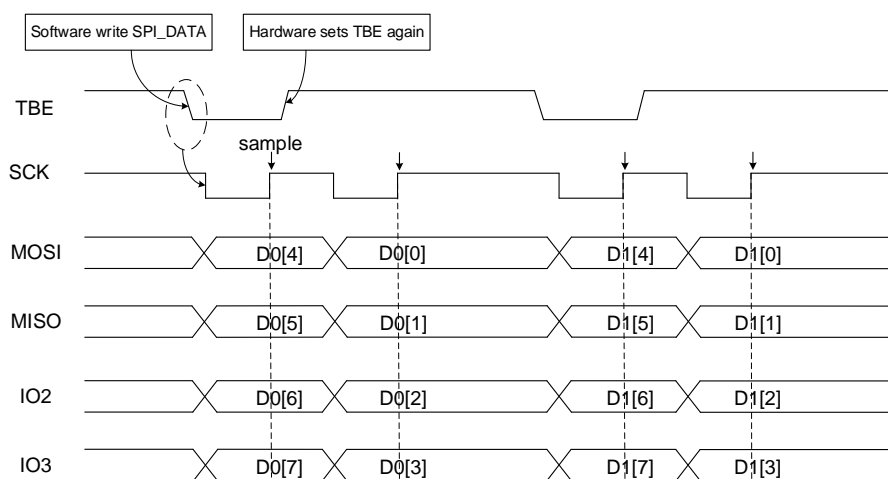 Software write SPI_DATA
Hardware sets TBE again
TBE
sample
SCK
MOSI D0[4] D0[0] D1[4] D1[0]
MISO D0[5] D0[1] D1[5] D1[1]
IO2 D0[6] D0[2] D1[6] D1[2]
IO3 D0[7] D0[3] D1[7] D1[3]